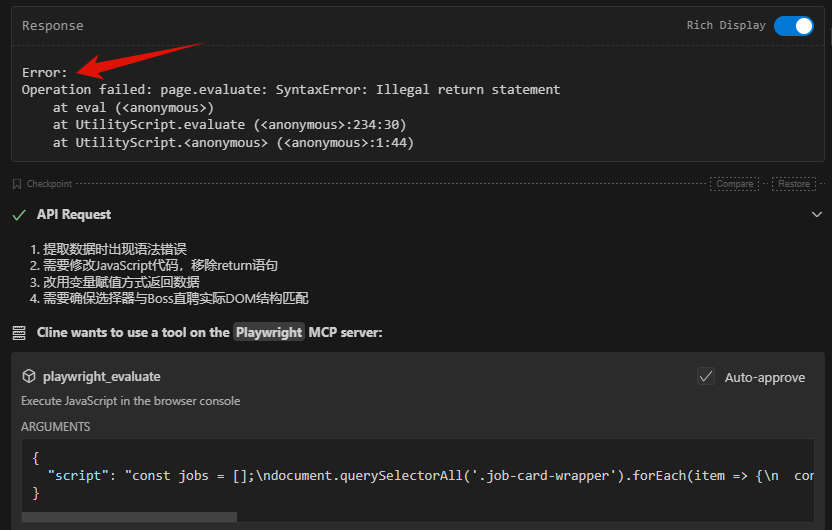 Response
Rich Display
Error:
Operation failed: page.evaluate: SyntaxError: Illegal return statement
at eval (<anonymous>)
at UtilityScript.evaluate (<anonymous>:234:30)
at UtilityScript.<anonymous> (<anonymous>:1:44)
Checkpoint
Compare
Restore
API Request
1. 提取数据时出现语法错误
2. 需要修改JavaScript代码，移除return语句
3. 改用变量赋值方式返回数据
4. 需要确保选择器与Boss直聘实际DOM结构匹配
Cline wants to use a tool on the Playwright MCP server:
playwright_evaluate
Auto-approve
Execute JavaScript in the browser console
ARGUMENTS
{
"script": "const jobs = [];\ndocument.querySelectorAll('.job-card-wrapper').forEach(item => {\n  con
}